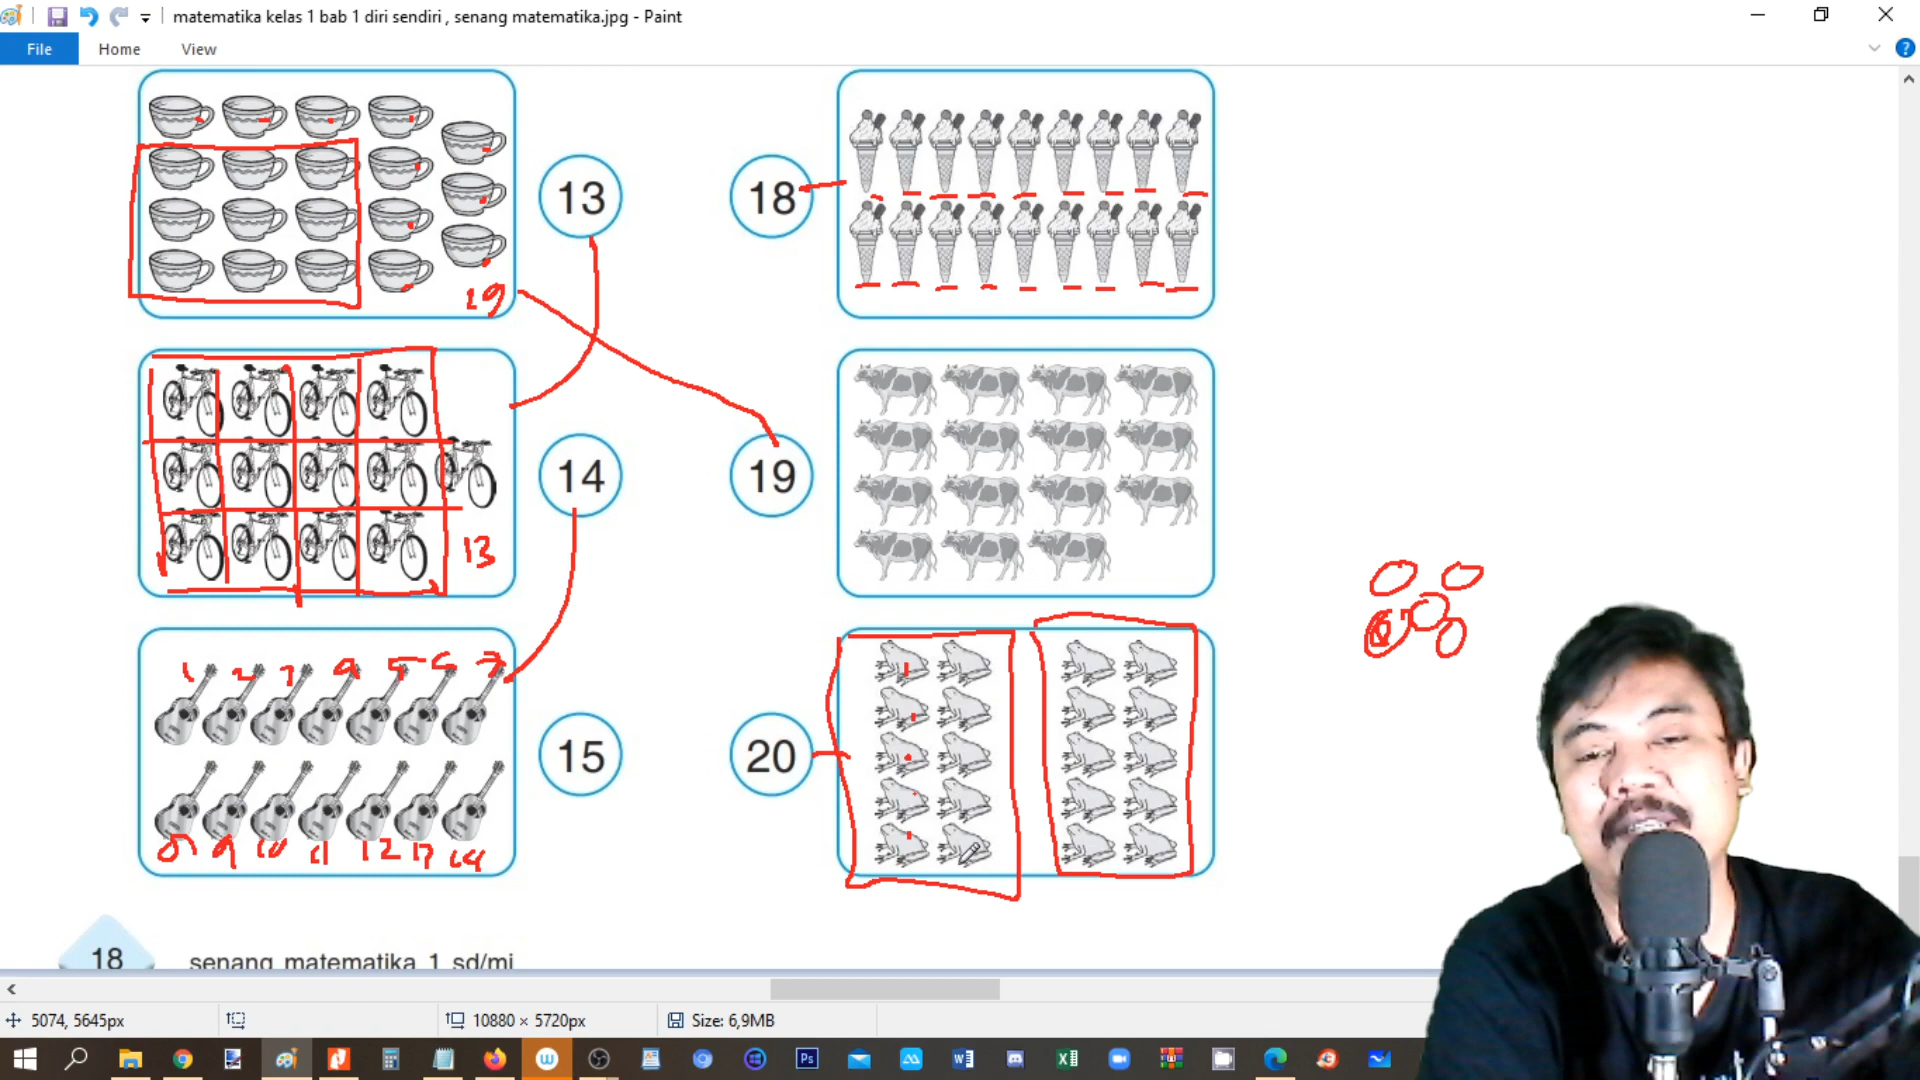 matematika kelas 1 bab 1 diri sendiri , senang matematika.jpg - Paint
File Home View
13 18
19
14 19
13
1 2 3 4 5 6 7
15 20
8 9 10 11 12 13 14
18 senang matematika 1 sd/mi
5074, 5645px 10880 × 5720px Size: 6,9MB